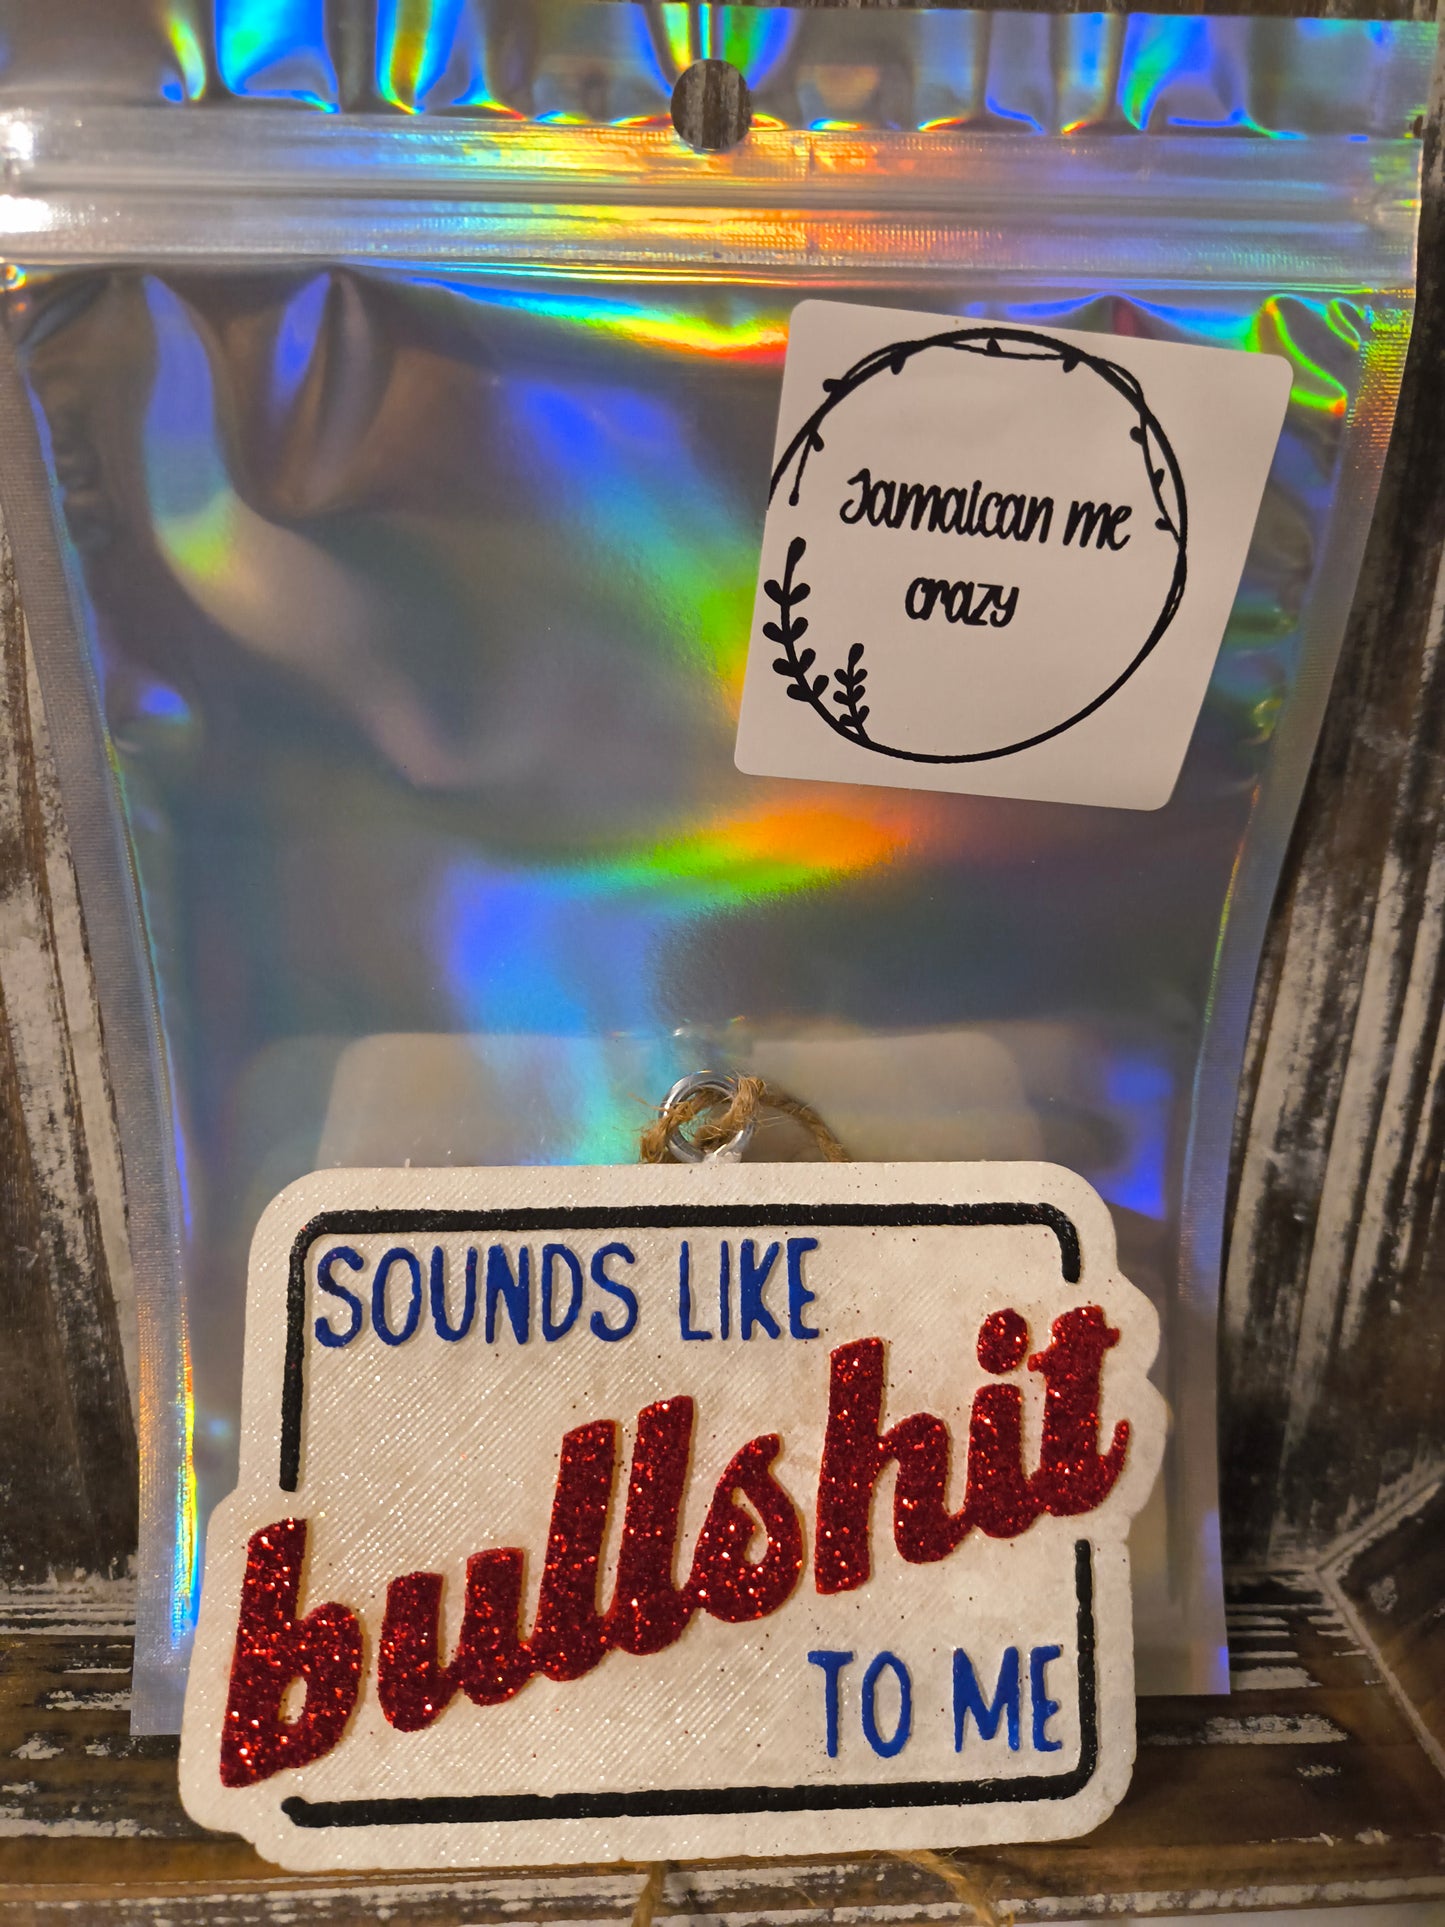 Jamaican me
crazy
SOUNDS LIKE
bullshit
TO ME